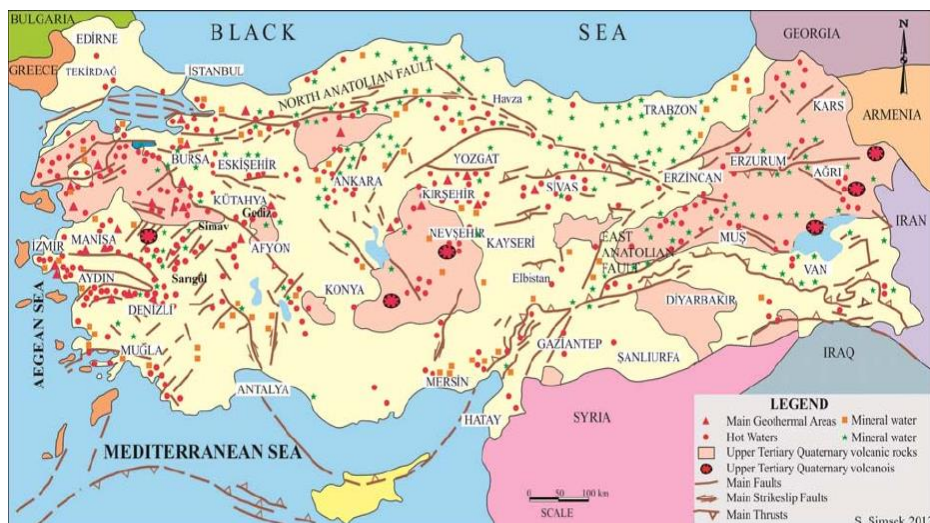 BULGARIA
BLACK SEA
GEORGIA
N
EDİRNE
GREECE
TEKİRDAĞ
İSTANBUL
NORTH ANATOLIAN FAULT
Havza
TRABZON
KARS
ARMENIA
BURSA
ESKİŞEHİR
ANKARA
YOZGAT
SİVAS
ERZİNCAN
ERZURUM
AĞRI
KÜTAHYA
Gediz
KIRŞEHİR
IRAN
İZMİR
MANİSA
Simav
AFYON
NEVŞEHİR
KAYSERİ
EAST
ANATOLIAN
FAULT
MUŞ
VAN
AYDIN
Sarıgöl
KONYA
Elbistan
DİYARBAKIR
DENİZLİ
AEGEAN SEA
MUĞLA
GAZİANTEP
ŞANLIURFA
IRAQ
ANTALYA
MERSİN
HATAY
SYRIA
MEDITERRANEAN SEA
LEGEND
Main Geothermal Areas
Mineral water
Hot Waters
Mineral water
Upper Tertiary Quaternary volcanic rocks
Upper Tertiary Quaternary volcanois
Main Faults
Main Strikeslip Faults
Main Thrusts
0 50 100 km
SCALE